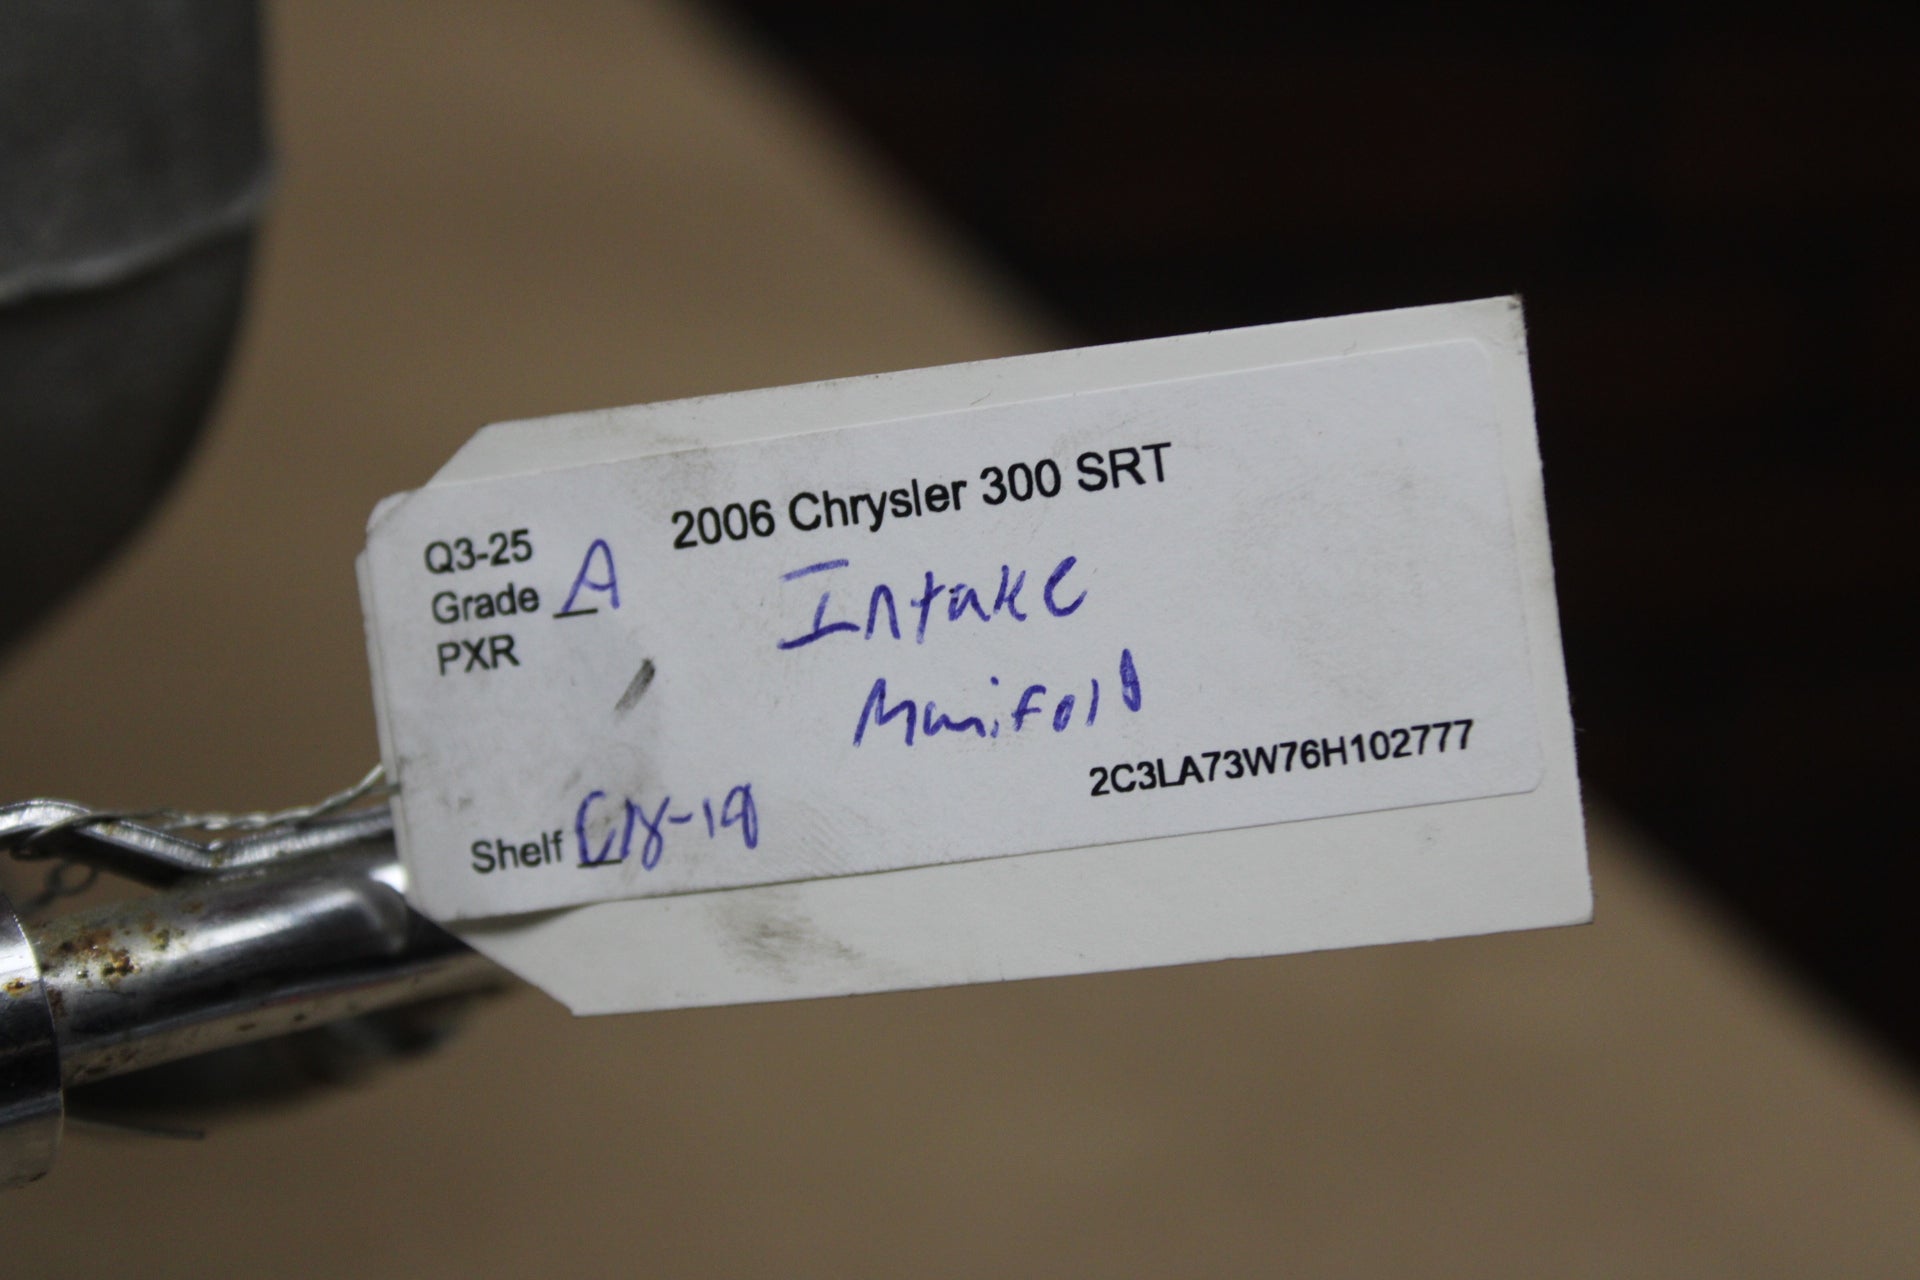 2006 Chrysler 300 SRT
Q3-25
Grade A
PXR
Intake
Manifold
2C3LA73W76H102777
Shelf